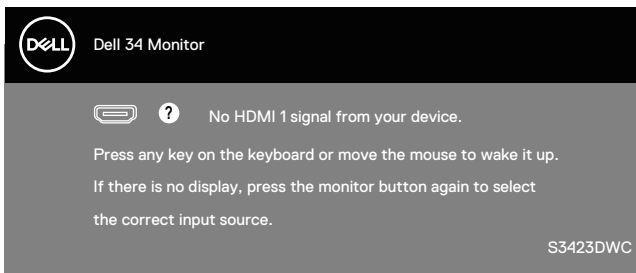 DELL
Dell 34 Monitor
? No HDMI 1 signal from your device.
Press any key on the keyboard or move the mouse to wake it up.
If there is no display, press the monitor button again to select
the correct input source.
S3423DWC